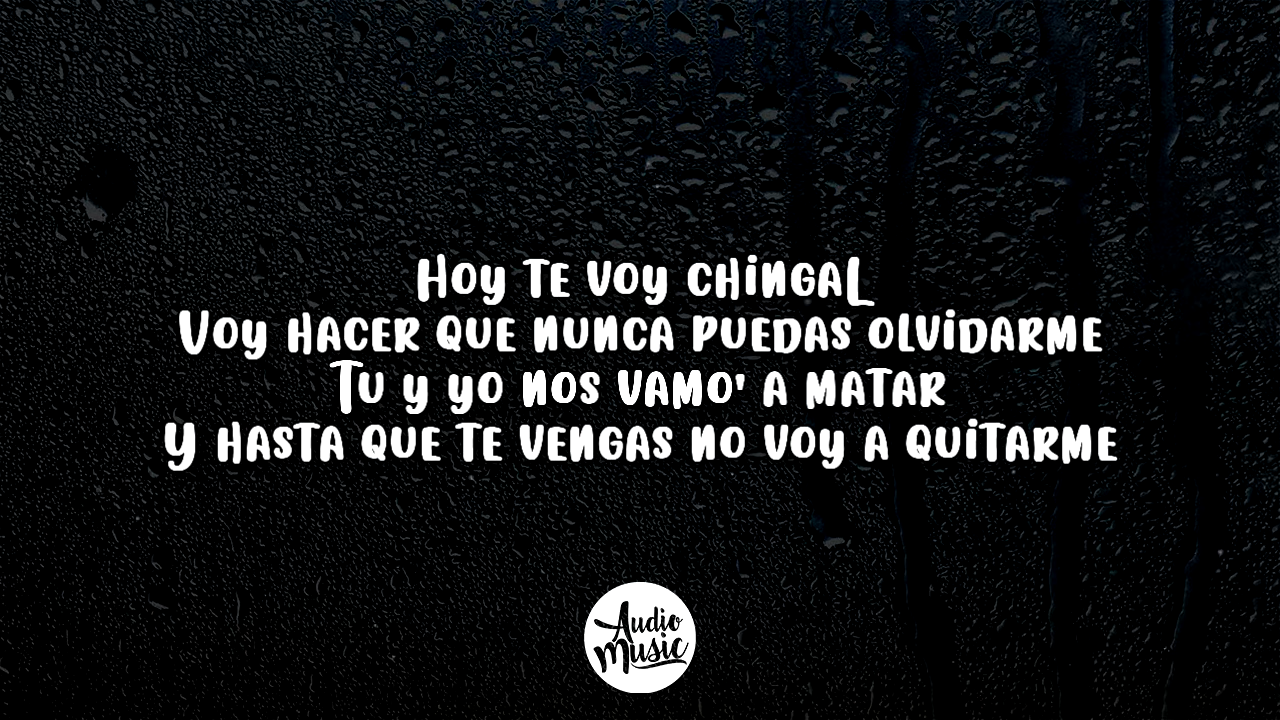 Hoy te voy chingal
Voy hacer que nunca puedas olvidarme
Tu y yo nos vamo' a matar
Y hasta que te vengas no voy a quitarme
Audio
Music